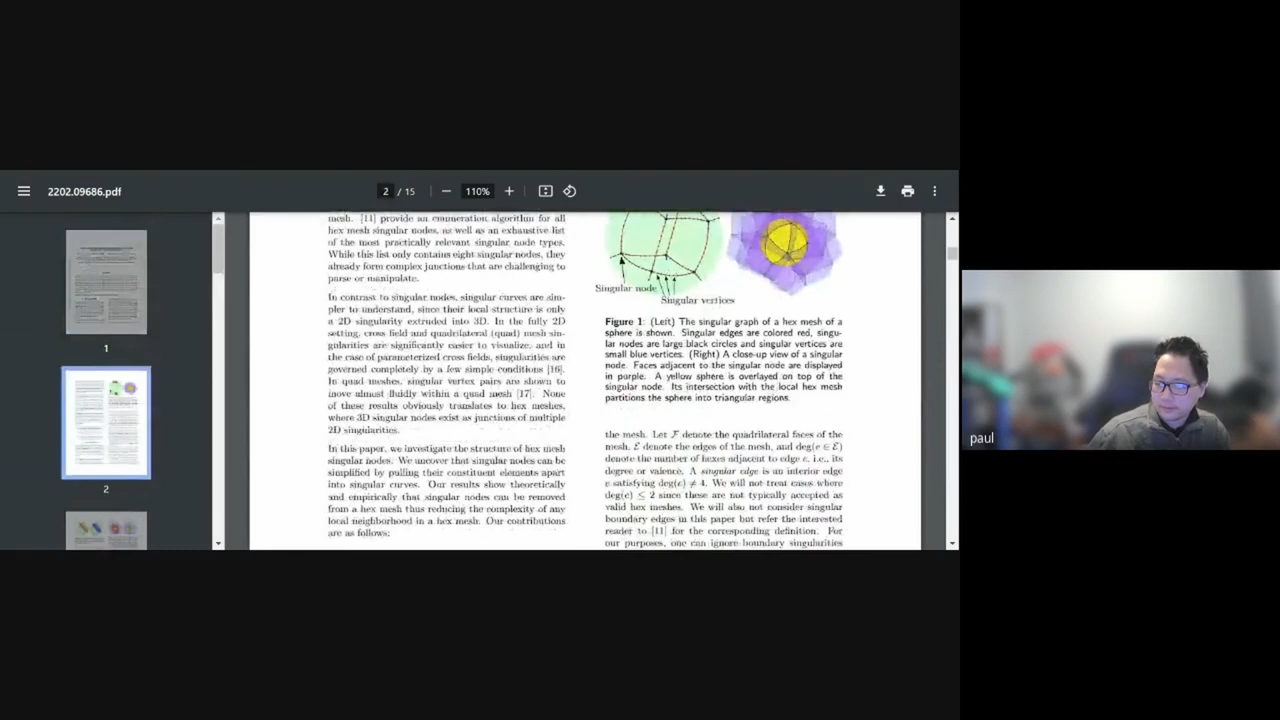 2202.09686.pdf
2 / 15
110%
1
2
mesh. [11] provide an enumeration algorithm for all
hex mesh singular nodes, as well as an exhaustive list
of the most practically relevant singular node types.
While this list only contains eight singular nodes, they
already form complex junctions that are challenging to
parse or manipulate.
In contrast to singular nodes, singular curves are sim-
pler to understand, since their local structure is only
a 2D singularity extruded into 3D. In the fully 2D
setting, cross field and quadrilateral (quad) mesh sin-
gularities are significantly easier to visualize, and in
the case of parameterized cross fields, singularities are
governed completely by a few simple conditions [16].
In quad meshes, singular vertex pairs are shown to
move almost fluidly within a quad mesh [17]. None
of these results obviously translates to hex meshes,
where 3D singular nodes exist as junctions of multiple
2D singularities.
In this paper, we investigate the structure of hex mesh
singular nodes. We uncover that singular nodes can be
simplified by pulling their constituent elements apart
into singular curves. Our results show theoretically
and empirically that singular nodes can be removed
from a hex mesh thus reducing the complexity of any
local neighborhood in a hex mesh. Our contributions
are as follows:
Singular node
Singular vertices
Figure 1: (Left) The singular graph of a hex mesh of a
sphere is shown. Singular edges are colored red, singu-
lar nodes are large black circles and singular vertices are
small blue vertices. (Right) A close-up view of a singular
node. Faces adjacent to the singular node are displayed
in purple. A yellow sphere is overlayed on top of the
singular node. Its intersection with the local hex mesh
partitions the sphere into triangular regions.
the mesh. Let F denote the quadrilateral faces of the
mesh, E denote the edges of the mesh, and deg(e ∈ E)
denote the number of hexes adjacent to edge e, i.e., its
degree or valence. A singular edge is an interior edge
e satisfying deg(e) ≠ 4. We will not treat cases where
deg(e) ≤ 2 since these are not typically accepted as
valid hex meshes. We will also not consider singular
boundary edges in this paper but refer the interested
reader to [11] for the corresponding definition. For
our purposes, one can ignore boundary singularities
paul